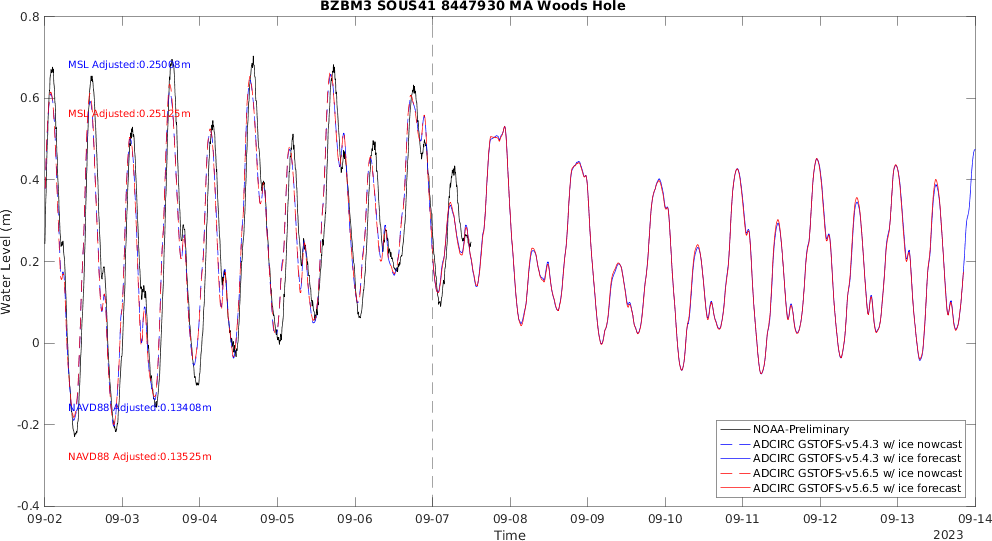 BZBM3 SOUS41 8447930 MA Woods Hole
Water Level (m)
0.8
0.6
0.4
0.2
0
-0.2
-0.4
MSL Adjusted:0.25098m
MSL Adjusted:0.25125m
NAVD88 Adjusted:0.13408m
NAVD88 Adjusted:0.13525m
NOAA-Preliminary
ADCIRC GSTOFS-v5.4.3 w/ ice nowcast
ADCIRC GSTOFS-v5.4.3 w/ ice forecast
ADCIRC GSTOFS-v5.6.5 w/ ice nowcast
ADCIRC GSTOFS-v5.6.5 w/ ice forecast
09-02 09-03 09-04 09-05 09-06 09-07 09-08 09-09 09-10 09-11 09-12 09-13 09-14
Time
2023